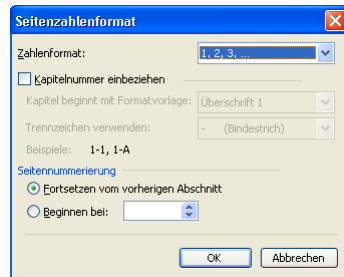 Seitenzahlenformat
Zahlenformat: 1, 2, 3, ...
Kapitelnummer einbeziehen
Kapitel beginnt mit Formatvorlage: Überschrift 1
Trennzeichen verwenden: - (Bindestrich)
Beispiele: 1-1, 1-A
Seitennummerierung
Fortsetzen vom vorherigen Abschnitt
Beginnen bei:
OK Abbrechen